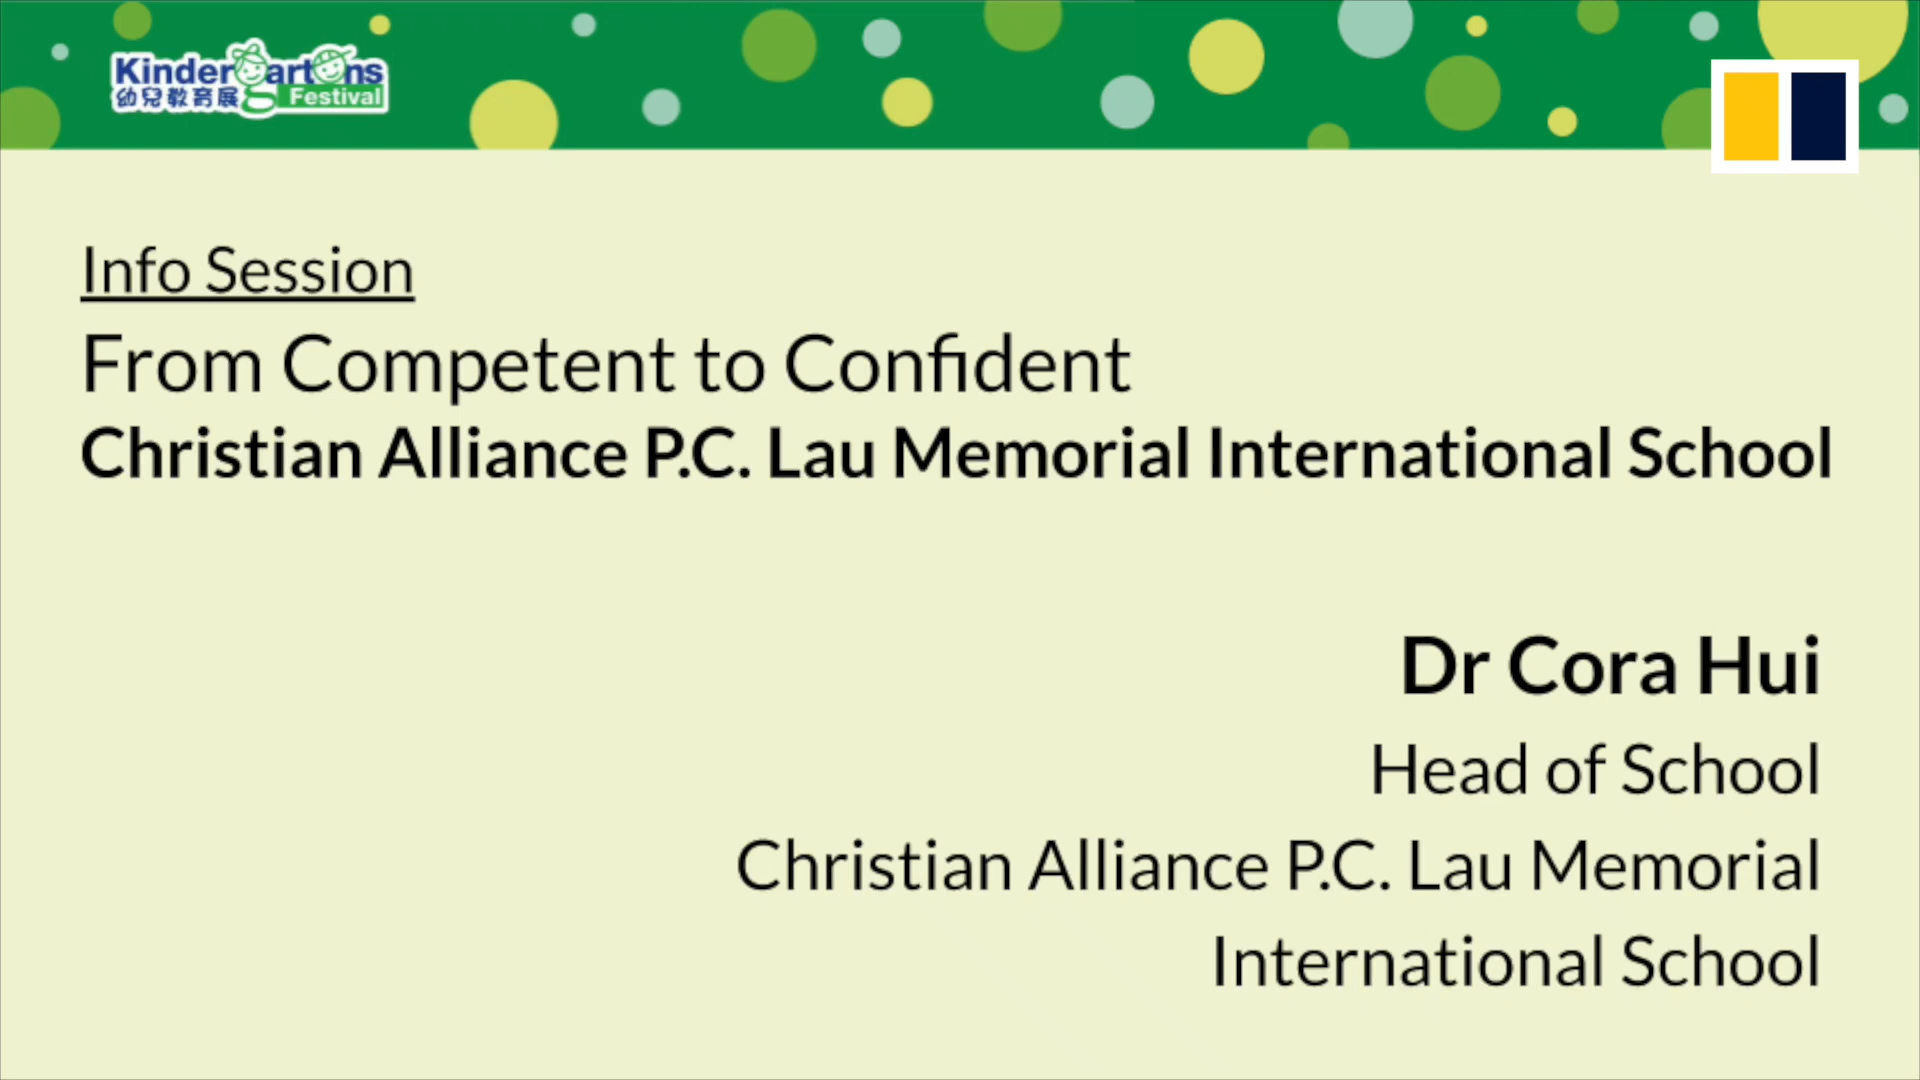 Kindergartens
幼兒教育展 Festival
Info Session
From Competent to Confident
Christian Alliance P.C. Lau Memorial International School
Dr Cora Hui
Head of School
Christian Alliance P.C. Lau Memorial
International School